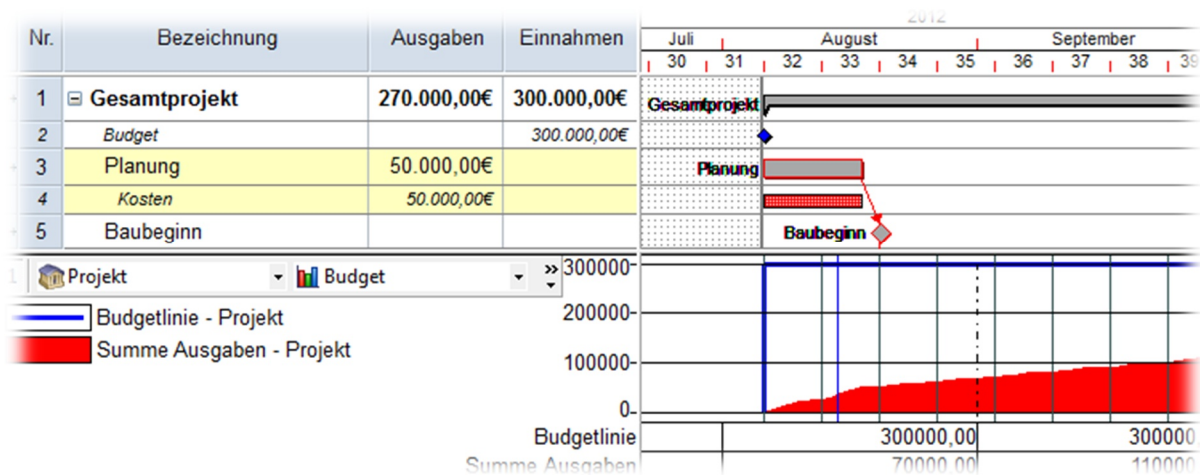 2012
Nr. Bezeichnung Ausgaben Einnahmen Juli August September
30 31 32 33 34 35 36 37 38 39
1 Gesamtprojekt 270.000,00€ 300.000,00€ Gesamtprojekt
2 Budget 300.000,00€
3 Planung 50.000,00€ Planung
4 Kosten 50.000,00€
5 Baubeginn Baubeginn
Projekt Budget 300000
Budgetlinie - Projekt 200000
Summe Ausgaben - Projekt 100000
0
Budgetlinie 300000,00 300000
Summe Ausgaben 70000,00 110000